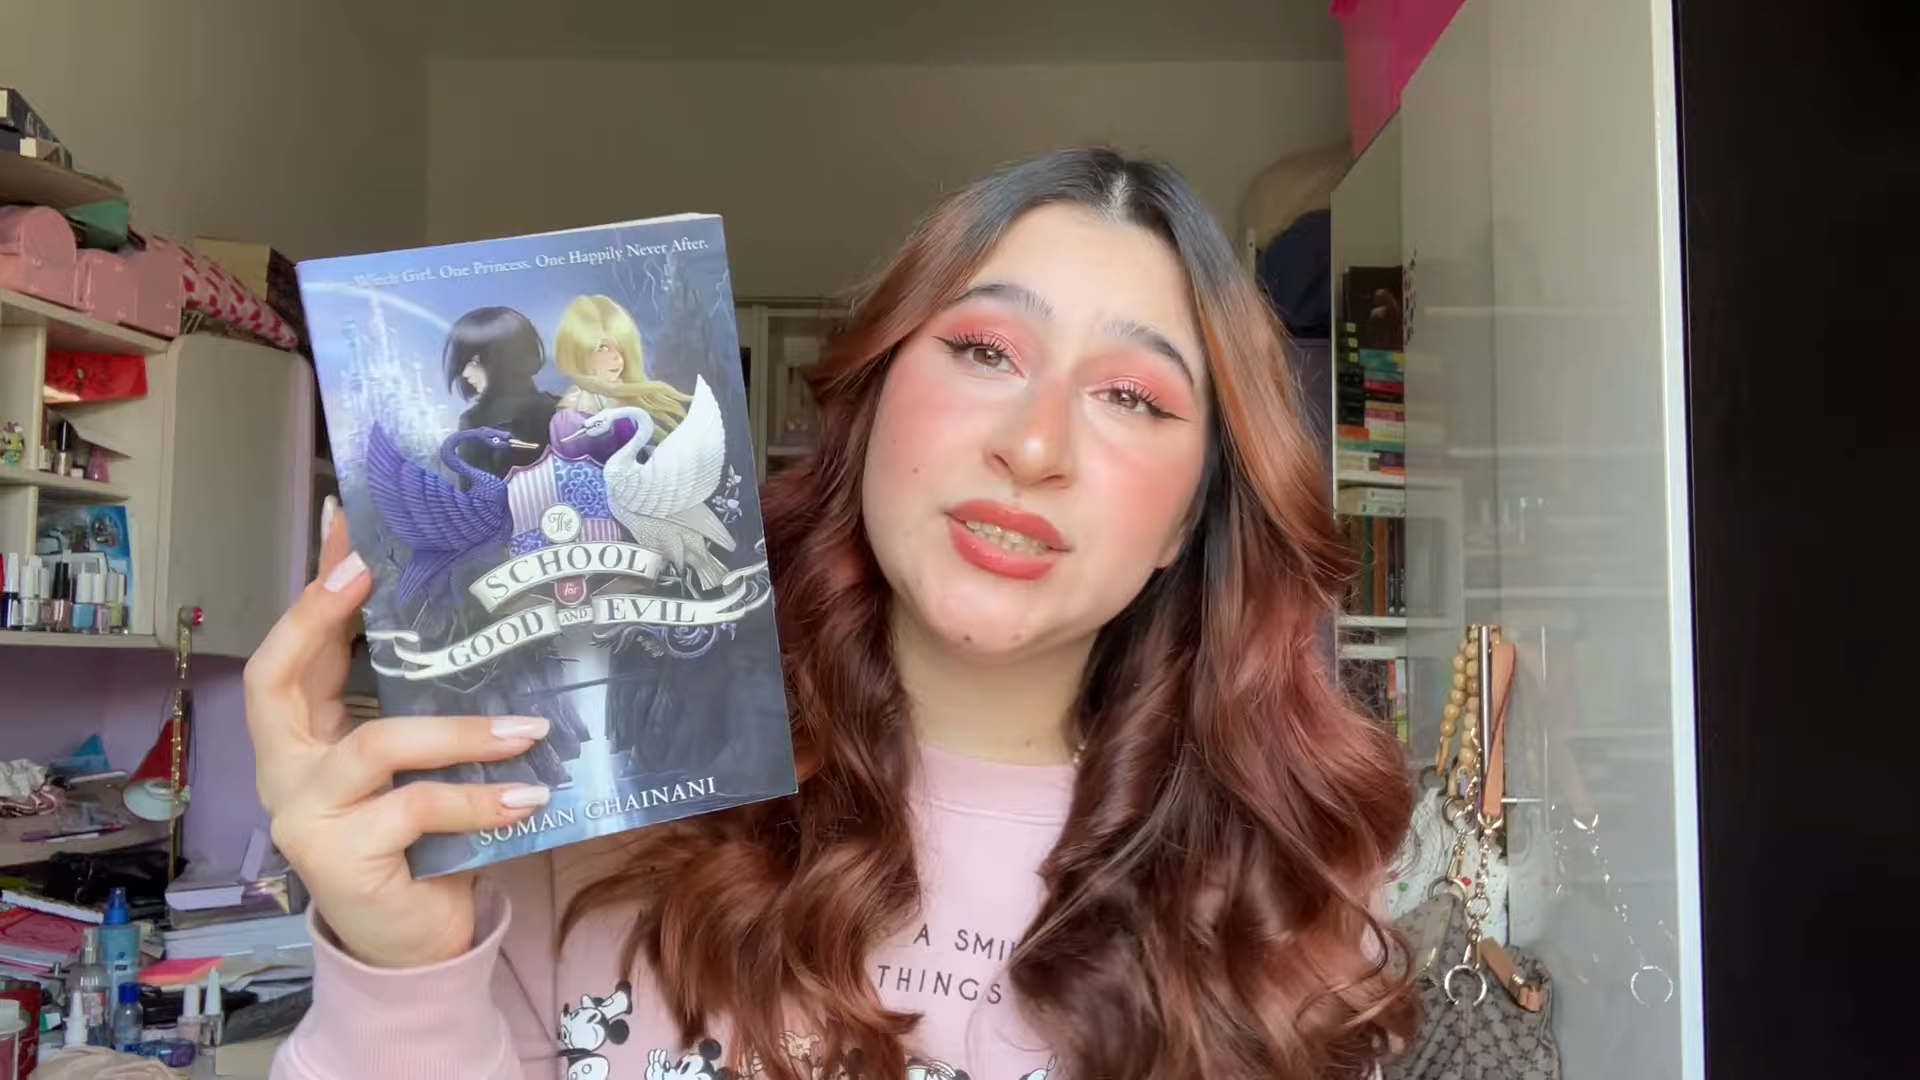 Witch Girl. One Princess. One Happily Never After.
The
SCHOOL
for
GOOD AND EVIL
SOMAN CHAINANI
A SMI
THINGS